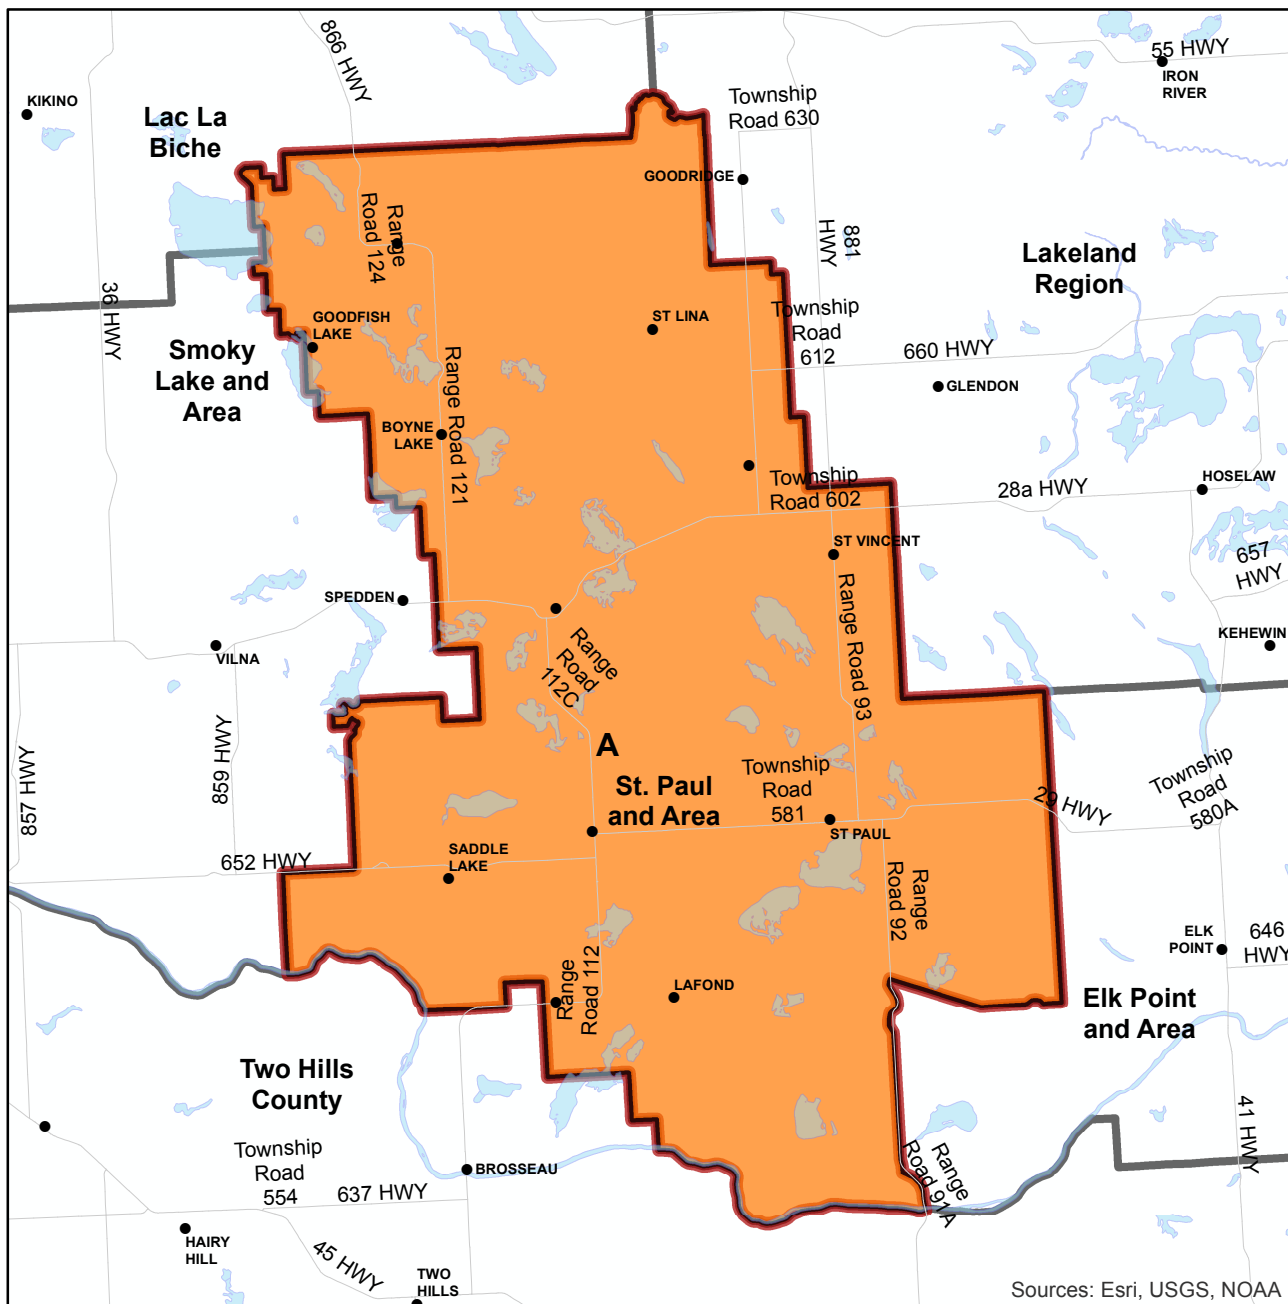 866 HWY
55 HWY
IRON
RIVER
KIKINO
Lac La
Biche
Township
Road 630
GOODRIDGE
Range
Road 124
881
HWY
Lakeland
Region
36 HWY
GOODFISH
LAKE
ST LINA
Township
Road
612
660 HWY
GLENDON
Smoky
Lake and
Area
Range Road 121
BOYNE
LAKE
Township
Road 602
28a HWY
HOSELAW
ST VINCENT
657
HWY
SPEDDEN
Range Road 93
KEHEWIN
VILNA
Range
Road
112C
857 HWY
859 HWY
A
St. Paul
and Area
Township
Road
581
ST PAUL
29 HWY
Township
Road
580A
652 HWY
SADDLE
LAKE
Range
Road 92
ELK
POINT
646
HWY
Range
Road 112
LAFOND
Elk Point
and Area
Two Hills
County
41 HWY
Township
Road
554
637 HWY
BROSSEAU
Range
Road 91A
HAIRY
HILL
45 HWY
TWO
HILLS
Sources: Esri, USGS, NOAA